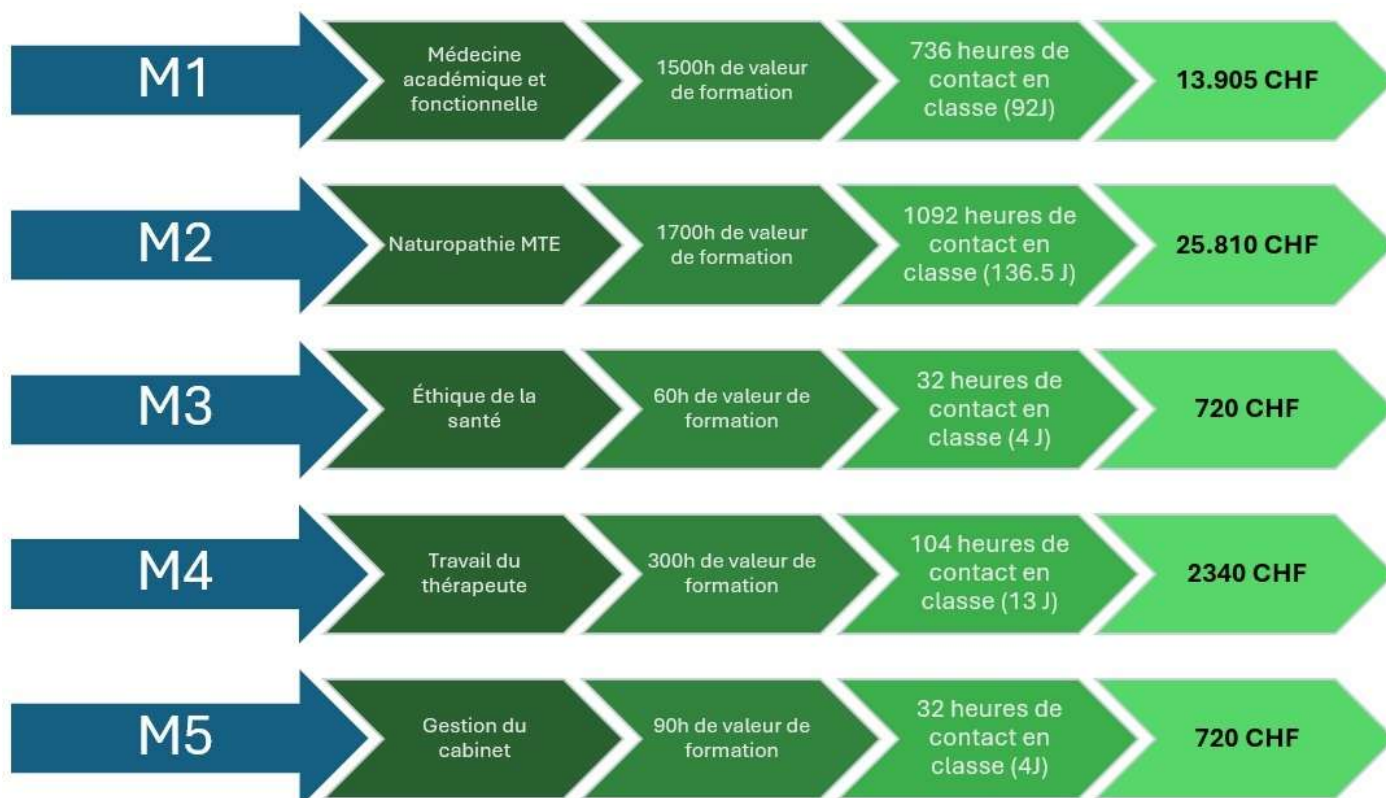 M1
Médecine
académique et
fonctionnelle
1500h de valeur
de formation
736 heures de
contact en
classe (92J)
13.905 CHF
M2
Naturopathie MTE
1700h de valeur
de formation
1092 heures de
contact en
classe (136.5 J)
25.810 CHF
M3
Éthique de la
santé
60h de valeur de
formation
32 heures de
contact en
classe (4 J)
720 CHF
M4
Travail du
thérapeute
300h de valeur de
formation
104 heures de
contact en
classe (13 J)
2340 CHF
M5
Gestion du
cabinet
90h de valeur de
formation
32 heures de
contact en
classe (4J)
720 CHF